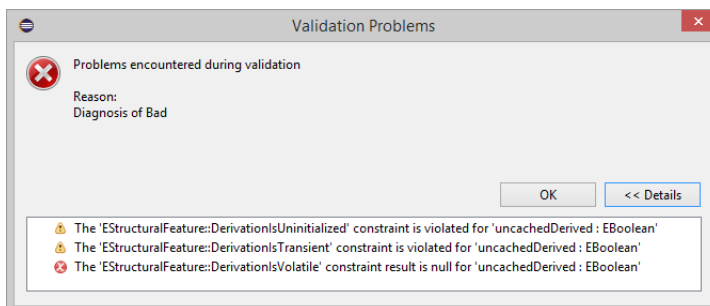 Validation Problems
Problems encountered during validation
Reason:
Diagnosis of Bad
OK
<< Details
The 'EStructuralFeature::DerivationIsUninitialized' constraint is violated for 'uncachedDerived : EBoolean'
The 'EStructuralFeature::DerivationIsTransient' constraint is violated for 'uncachedDerived : EBoolean'
The 'EStructuralFeature::DerivationIsVolatile' constraint result is null for 'uncachedDerived : EBoolean'